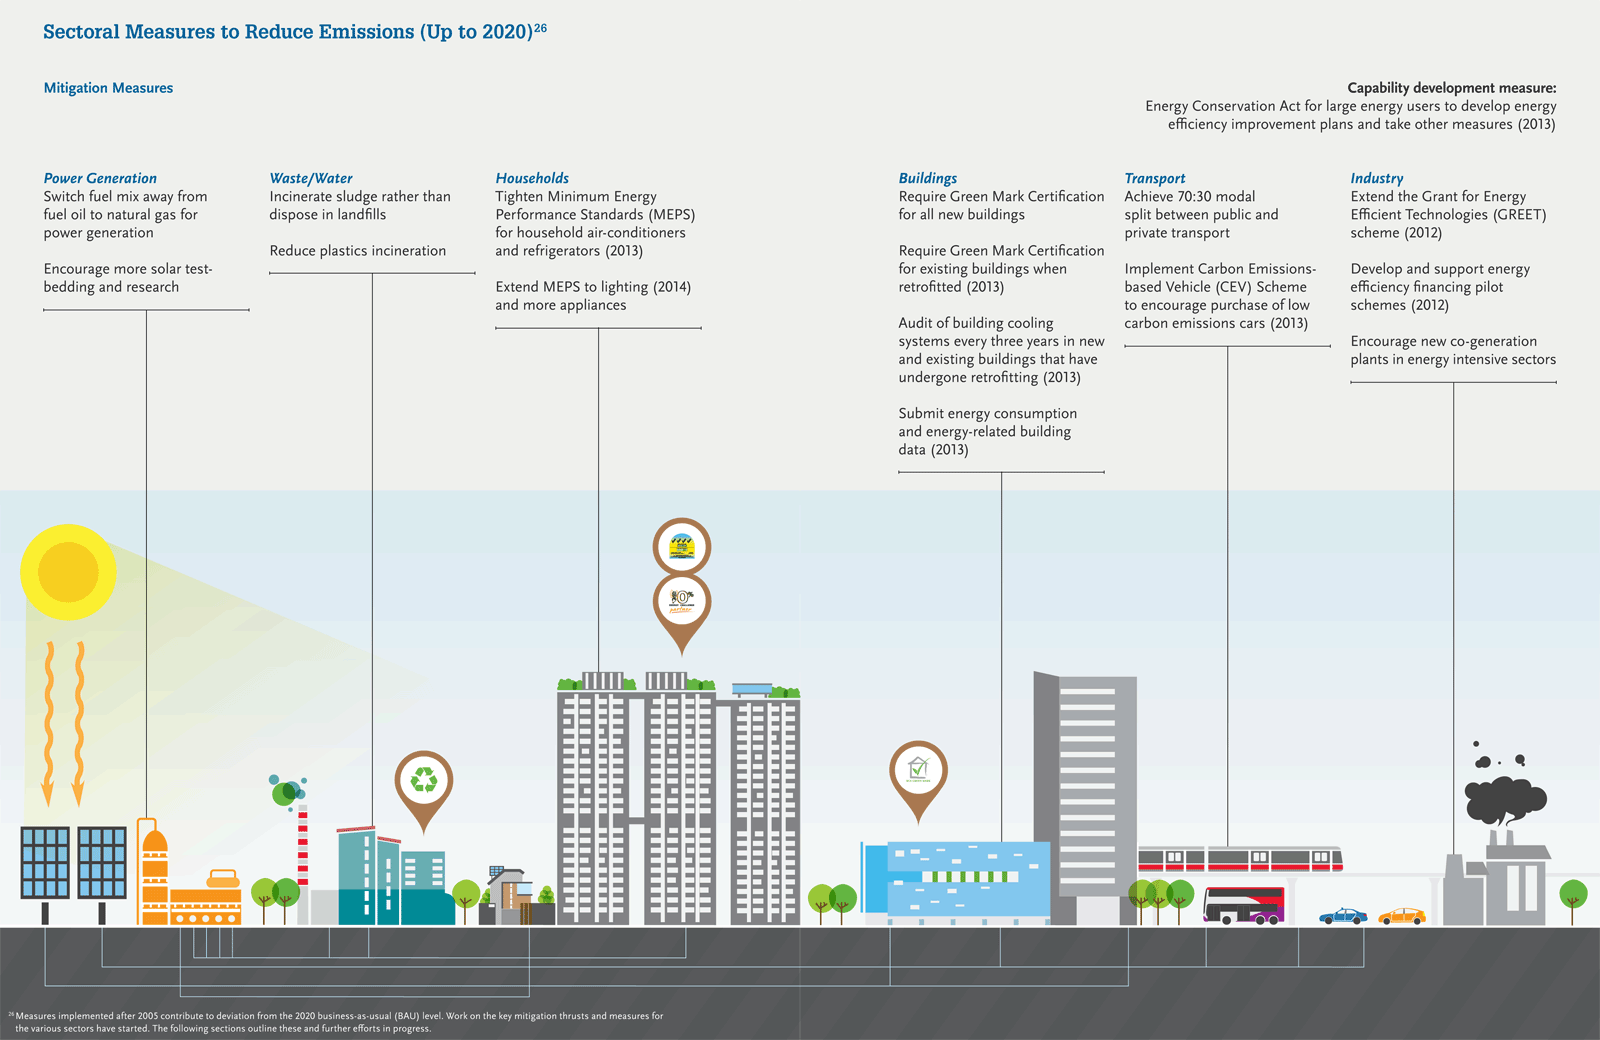 Sectoral Measures to Reduce Emissions (Up to 2020)26
Mitigation Measures
Capability development measure:
Energy Conservation Act for large energy users to develop energy
efficiency improvement plans and take other measures (2013)
Power Generation
Switch fuel mix away from
fuel oil to natural gas for
power generation
Encourage more solar test-
bedding and research
Waste/Water
Incinerate sludge rather than
dispose in landfills
Reduce plastics incineration
Households
Tighten Minimum Energy
Performance Standards (MEPS)
for household air-conditioners
and refrigerators (2013)
Extend MEPS to lighting (2014)
and more appliances
Buildings
Require Green Mark Certification
for all new buildings
Require Green Mark Certification
for existing buildings when
retrofitted (2013)
Audit of building cooling
systems every three years in new
and existing buildings that have
undergone retrofitting (2013)
Submit energy consumption
and energy-related building
data (2013)
Transport
Achieve 70:30 modal
split between public and
private transport
Implement Carbon Emissions-
based Vehicle (CEV) Scheme
to encourage purchase of low
carbon emissions cars (2013)
Industry
Extend the Grant for Energy
Efficient Technologies (GREET)
scheme (2012)
Develop and support energy
efficiency financing pilot
schemes (2012)
Encourage new co-generation
plants in energy intensive sectors
10%
26 Measures implemented after 2005 contribute to deviation from the 2020 business-as-usual (BAU) level. Work on the key mitigation thrusts and measures for
the various sectors have started. The following sections outline these and further efforts in progress.